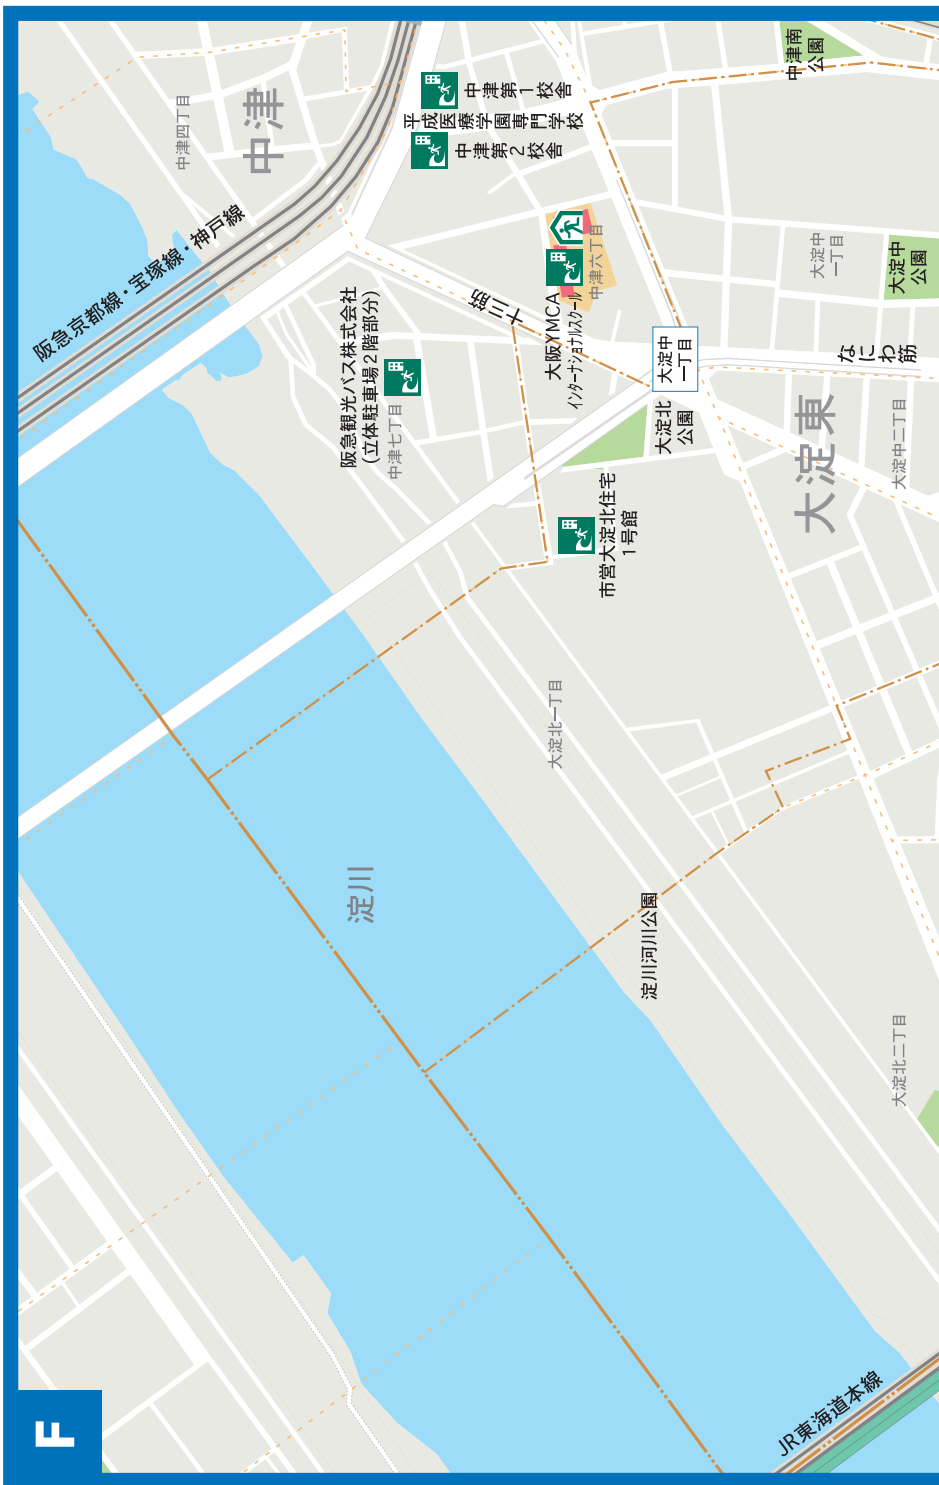 中津南
公園
中津第1校舎
平成医療学園専門学校
中津第2校舎
中津四丁目
中津
阪急京都線・宝塚線・神戸線
中津六丁目
大淀中
一丁目
大淀中
公園
十三筋
大阪YMCA
インターナショナルスクール
阪急観光バス株式会社
(立体駐車場2階部分)
中津七丁目
大淀中
一丁目
なにわ筋
大淀北
公園
大淀東
大淀中二丁目
市営大淀北住宅
1号館
大淀北一丁目
淀川
淀川河川公園
大淀北二丁目
JR東海道本線
F